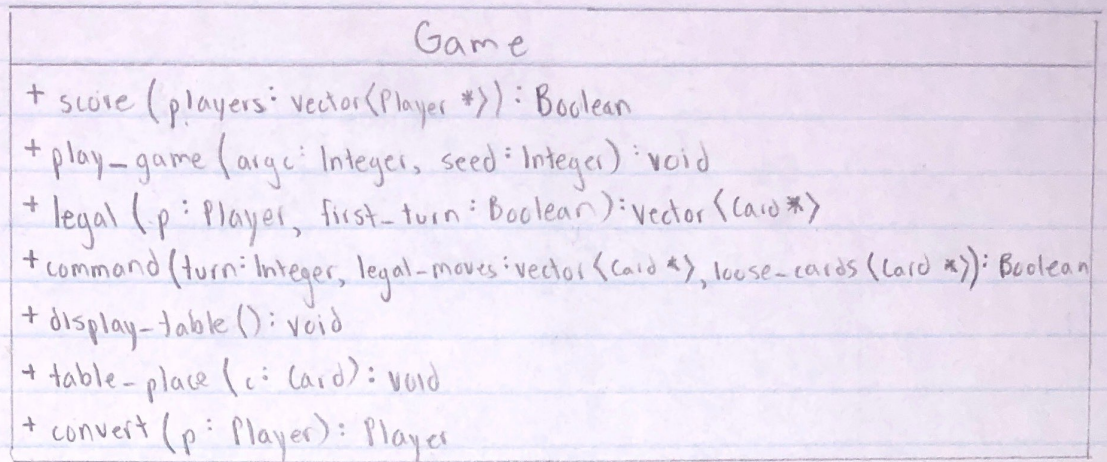 Game
+ score (players: vector<Player *>): Boolean
+ play_game (argc: Integer, seed: Integer): void
+ legal (p: Player, first_turn: Boolean): vector<Card *>
+ command (turn: Integer, legal_moves: vector<Card *>, loose_cards <Card *>): Boolean
+ display_table (): void
+ table_place (c: Card): void
+ convert (p: Player): Player